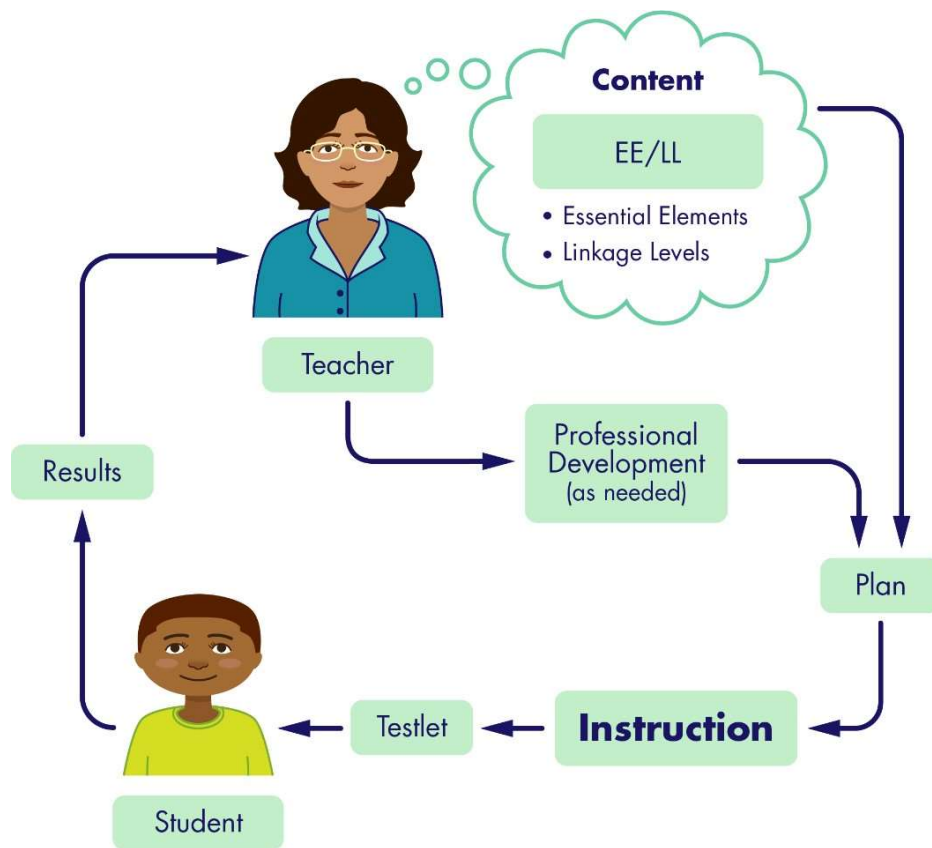 Content
EE/LL
• Essential Elements
• Linkage Levels
Teacher
Professional
Development
(as needed)
Results
Plan
Instruction
Testlet
Student